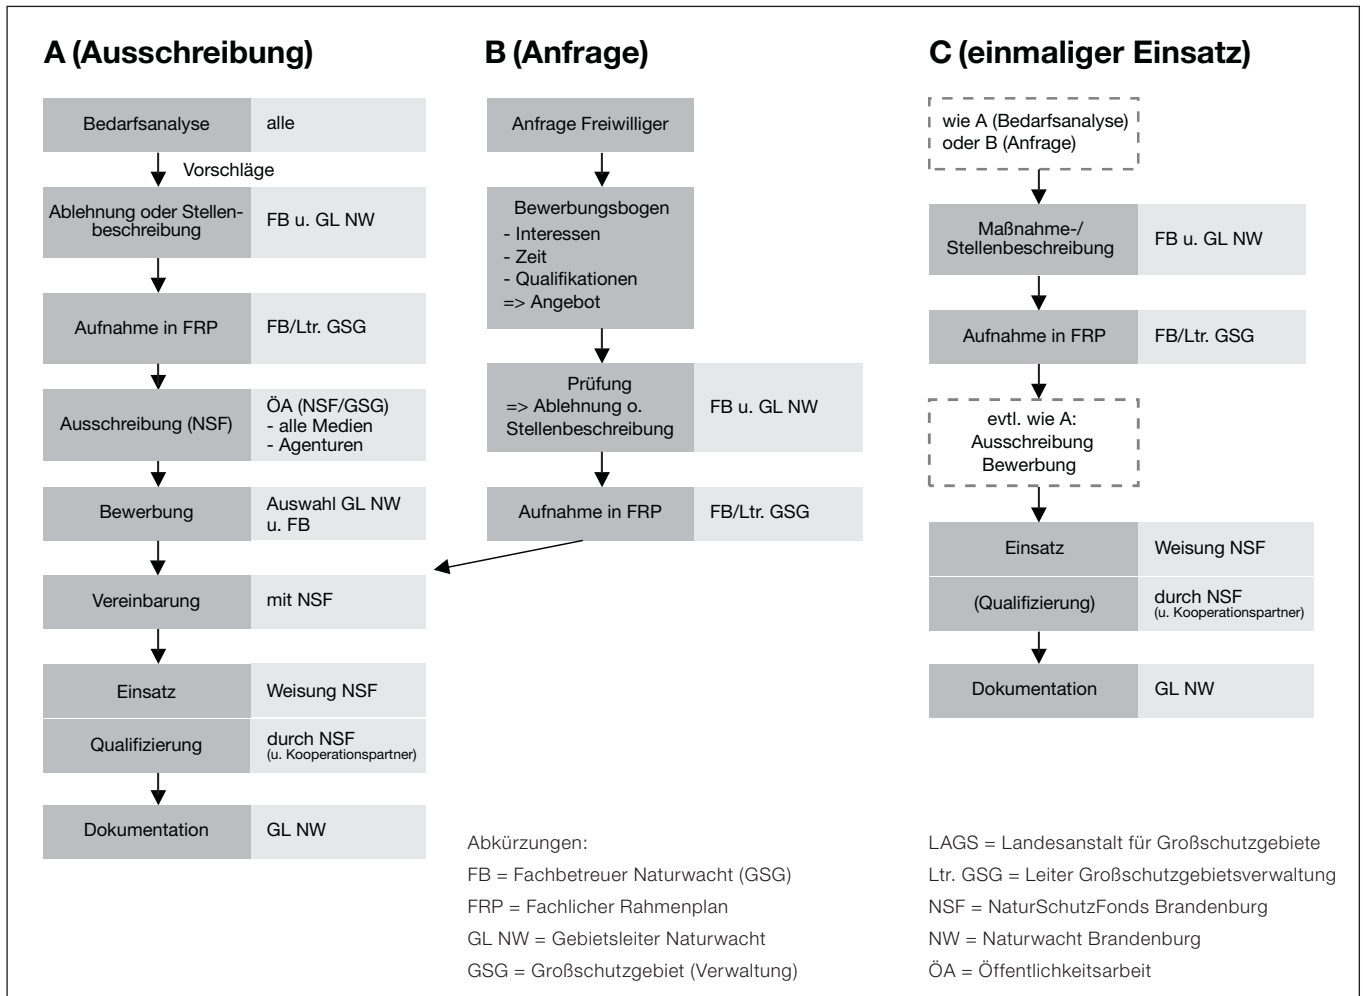 A (Ausschreibung)
Bedarfsanalyse
alle
Vorschläge
Ablehnung oder Stellen-
beschreibung
FB u. GL NW
Aufnahme in FRP
FB/Ltr. GSG
Ausschreibung (NSF)
ÖA (NSF/GSG)
- alle Medien
- Agenturen
Bewerbung
Auswahl GL NW
u. FB
Vereinbarung
mit NSF
Einsatz
Weisung NSF
Qualifizierung
durch NSF
(u. Kooperationspartner)
Dokumentation
GL NW
B (Anfrage)
Anfrage Freiwilliger
Bewerbungsbogen
- Interessen
- Zeit
- Qualifikationen
=> Angebot
Prüfung
=> Ablehnung o.
Stellenbeschreibung
FB u. GL NW
Aufnahme in FRP
FB/Ltr. GSG
C (einmaliger Einsatz)
wie A (Bedarfsanalyse)
oder B (Anfrage)
Maßnahme-/
Stellenbeschreibung
FB u. GL NW
Aufnahme in FRP
FB/Ltr. GSG
evtl. wie A:
Ausschreibung
Bewerbung
Einsatz
Weisung NSF
(Qualifizierung)
durch NSF
(u. Kooperationspartner)
Dokumentation
GL NW
Abkürzungen:
FB = Fachbetreuer Naturwacht (GSG)
FRP = Fachlicher Rahmenplan
GL NW = Gebietsleiter Naturwacht
GSG = Großschutzgebiet (Verwaltung)
LAGS = Landesanstalt für Großschutzgebiete
Ltr. GSG = Leiter Großschutzgebietsverwaltung
NSF = NaturSchutzFonds Brandenburg
NW = Naturwacht Brandenburg
ÖA = Öffentlichkeitsarbeit